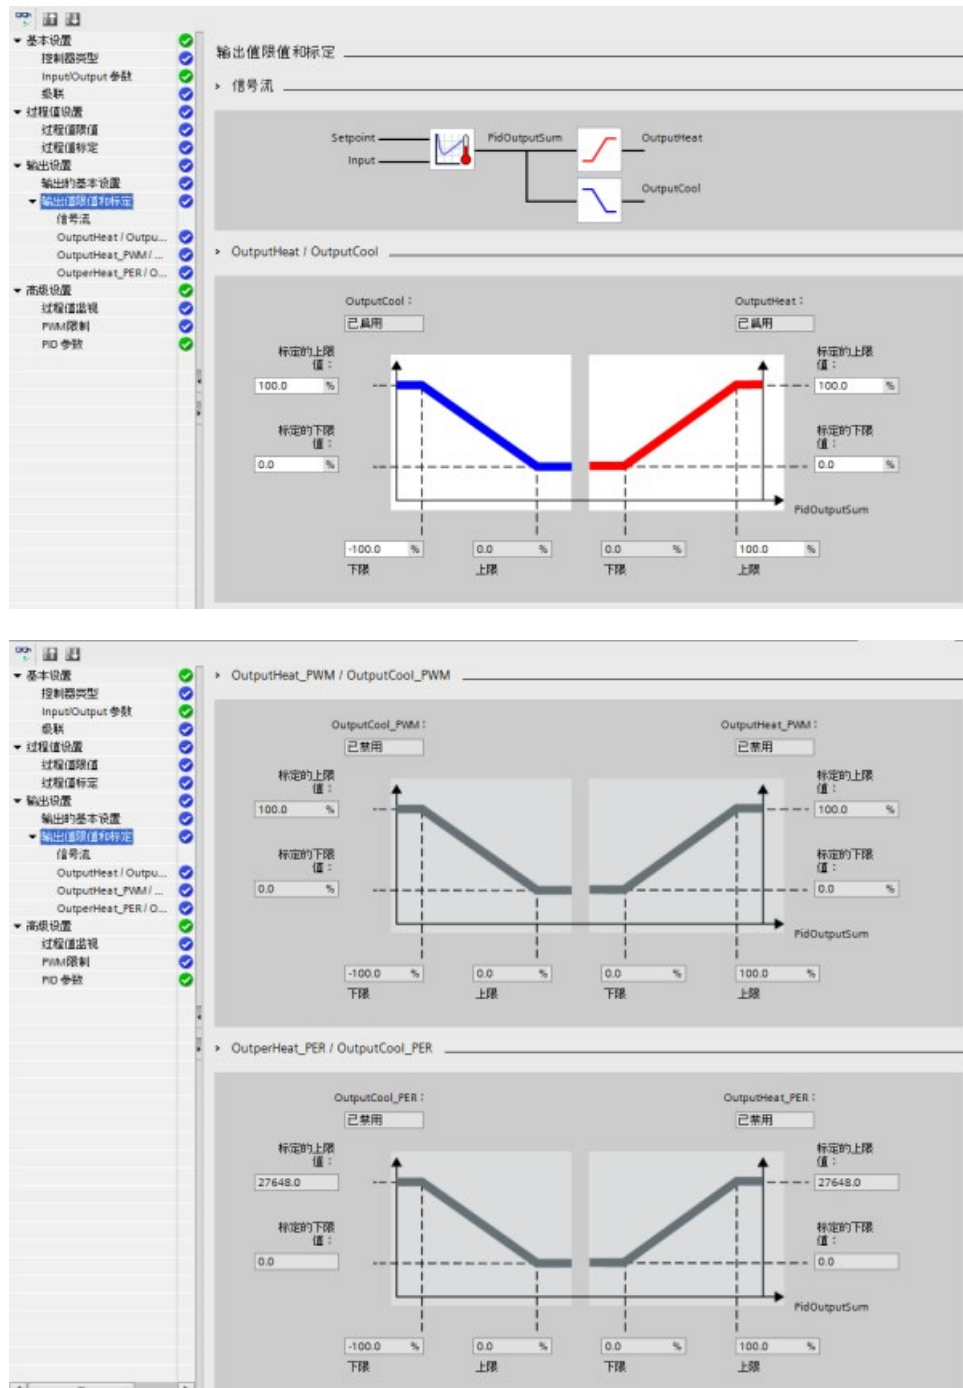 基本设置
控制器类型
Input/Output 参数
级联
过程值设置
过程值限值
过程值标定
输出设置
输出的基本设置
输出值限值和标定
信号流
OutputHeat / Outpu...
OutputHeat_PWM / ...
OutperHeat_PER / O...
高级设置
过程值监视
PWM 限制
PID 参数
输出值限值和标定
信号流
Setpoint
Input
PidOutputSum
OutputHeat
OutputCool
OutputHeat / OutputCool
OutputCool：
已启用
OutputHeat：
已启用
标定的上限
值：
100.0 %
标定的下限
值：
0.0 %
标定的上限
值：
100.0 %
标定的下限
值：
0.0 %
PidOutputSum
-100.0 %
0.0 %
0.0 %
100.0 %
下限
上限
下限
上限
基本设置
控制器类型
Input/Output 参数
级联
过程值设置
过程值限值
过程值标定
输出设置
输出的基本设置
输出值限值和标定
信号流
OutputHeat / Outpu...
OutputHeat_PWM / ...
OutperHeat_PER / O...
高级设置
过程值监视
PWM 限制
PID 参数
OutputHeat_PWM / OutputCool_PWM
OutputCool_PWM：
已禁用
OutputHeat_PWM：
已禁用
标定的上限
值：
100.0 %
标定的下限
值：
0.0 %
标定的上限
值：
100.0 %
标定的下限
值：
0.0 %
PidOutputSum
-100.0 %
0.0 %
0.0 %
100.0 %
下限
上限
下限
上限
OutperHeat_PER / OutputCool_PER
OutputCool_PER：
已禁用
OutputHeat_PER：
已禁用
标定的上限
值：
27648.0
标定的下限
值：
0.0
标定的上限
值：
27648.0
标定的下限
值：
0.0
PidOutputSum
-100.0 %
0.0 %
0.0 %
100.0 %
下限
上限
下限
上限